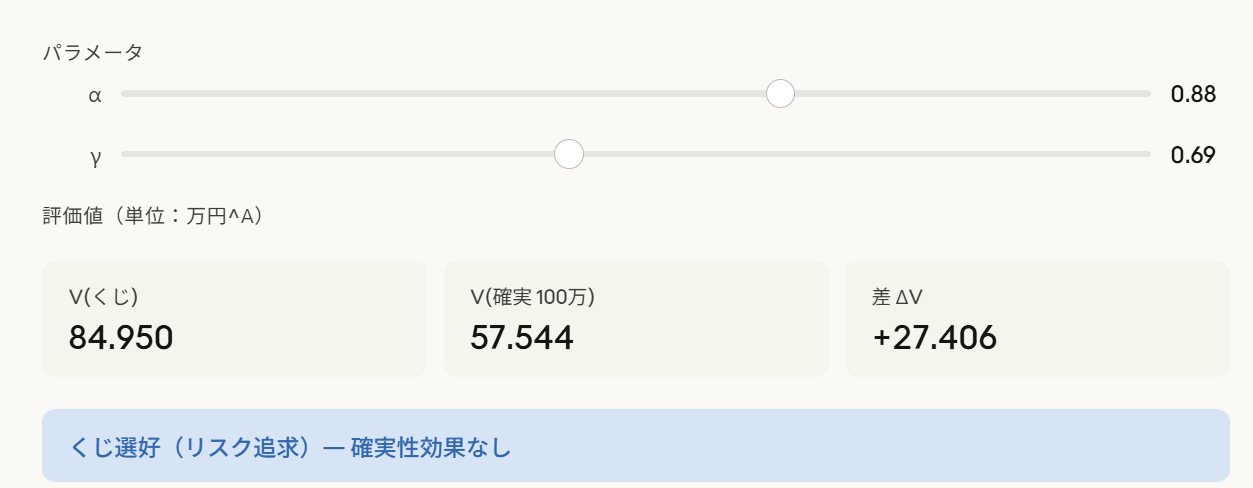 パラメータ
α 0.88
γ 0.69
評価値（単位：万円^A）
V(くじ) V(確実 100万) 差 ΔV
84.950 57.544 +27.406
くじ選好（リスク追求）— 確実性効果なし